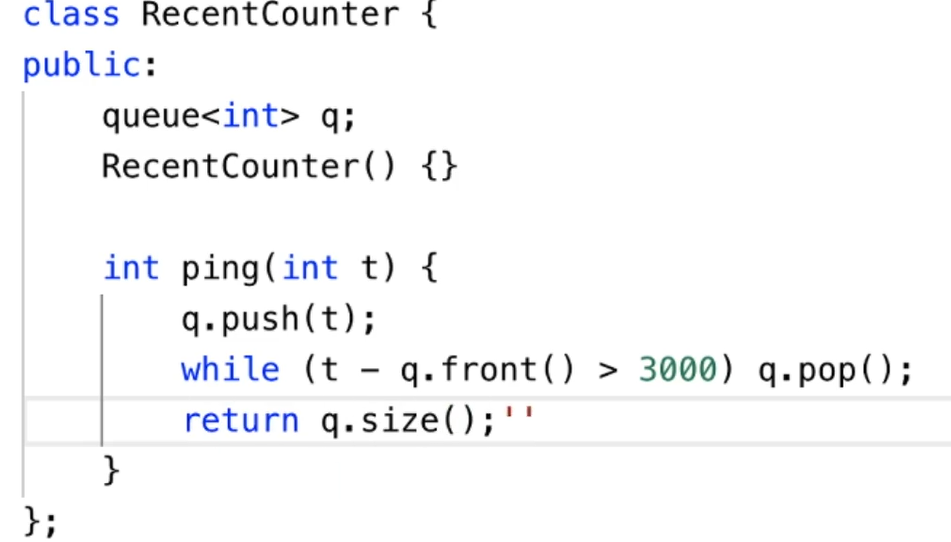 class RecentCounter {
public:
    queue<int> q;
    RecentCounter() {}

    int ping(int t) {
        q.push(t);
        while (t - q.front() > 3000) q.pop();
        return q.size();''
    }
};